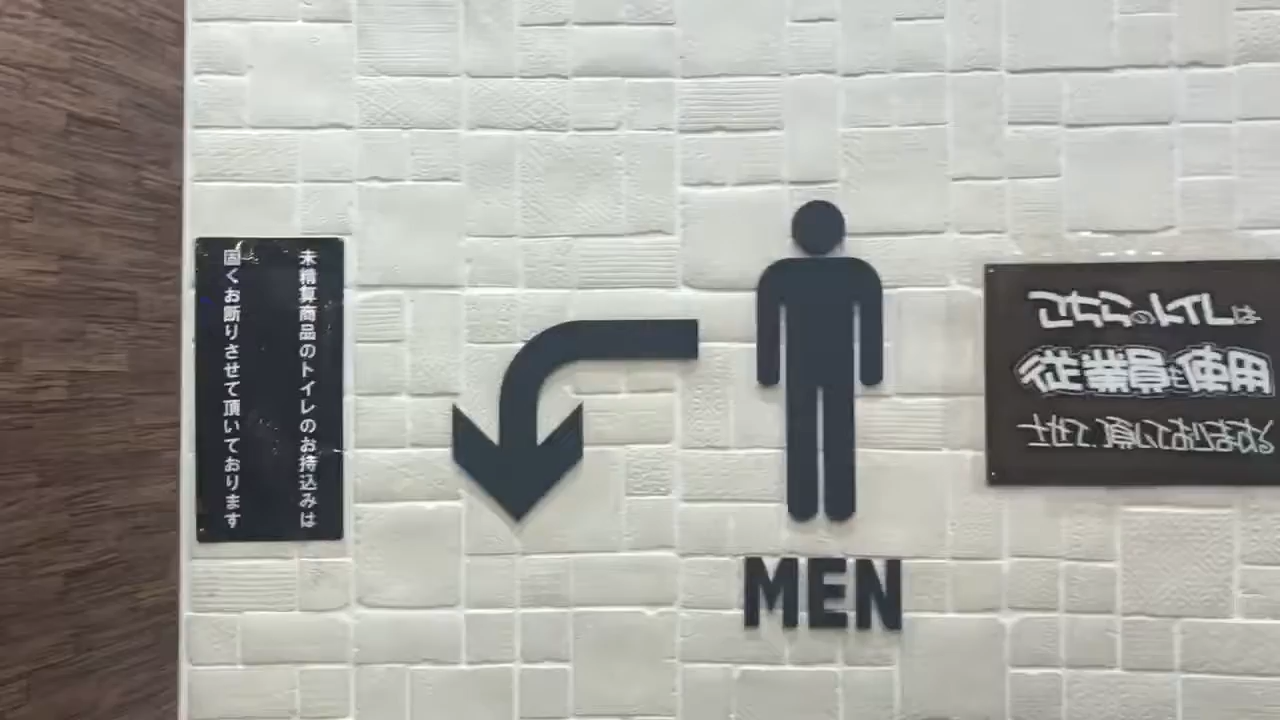 未精算商品のトイレのお持込みは
固くお断りさせて頂いております
MEN
こちらのトイレは
従業員も使用
させて頂いております